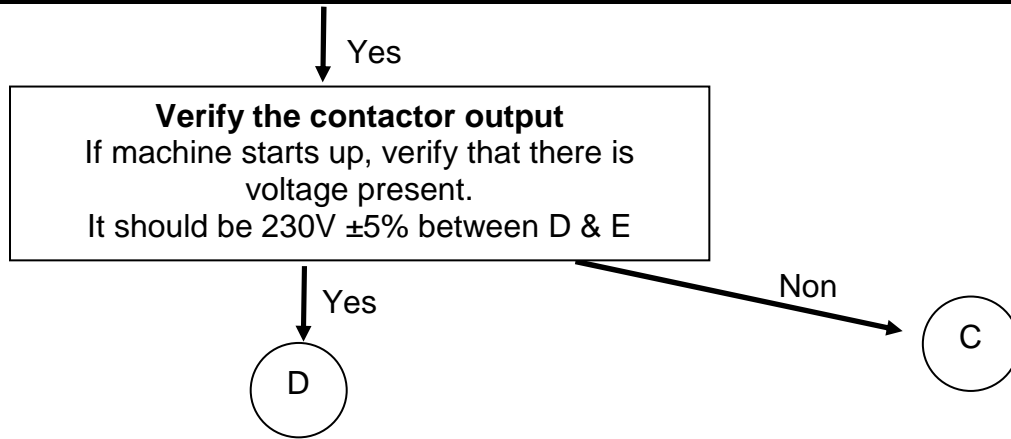 Yes
Verify the contactor output
If machine starts up, verify that there is
voltage present.
It should be 230V ±5% between D & E
Yes
Non
D
C